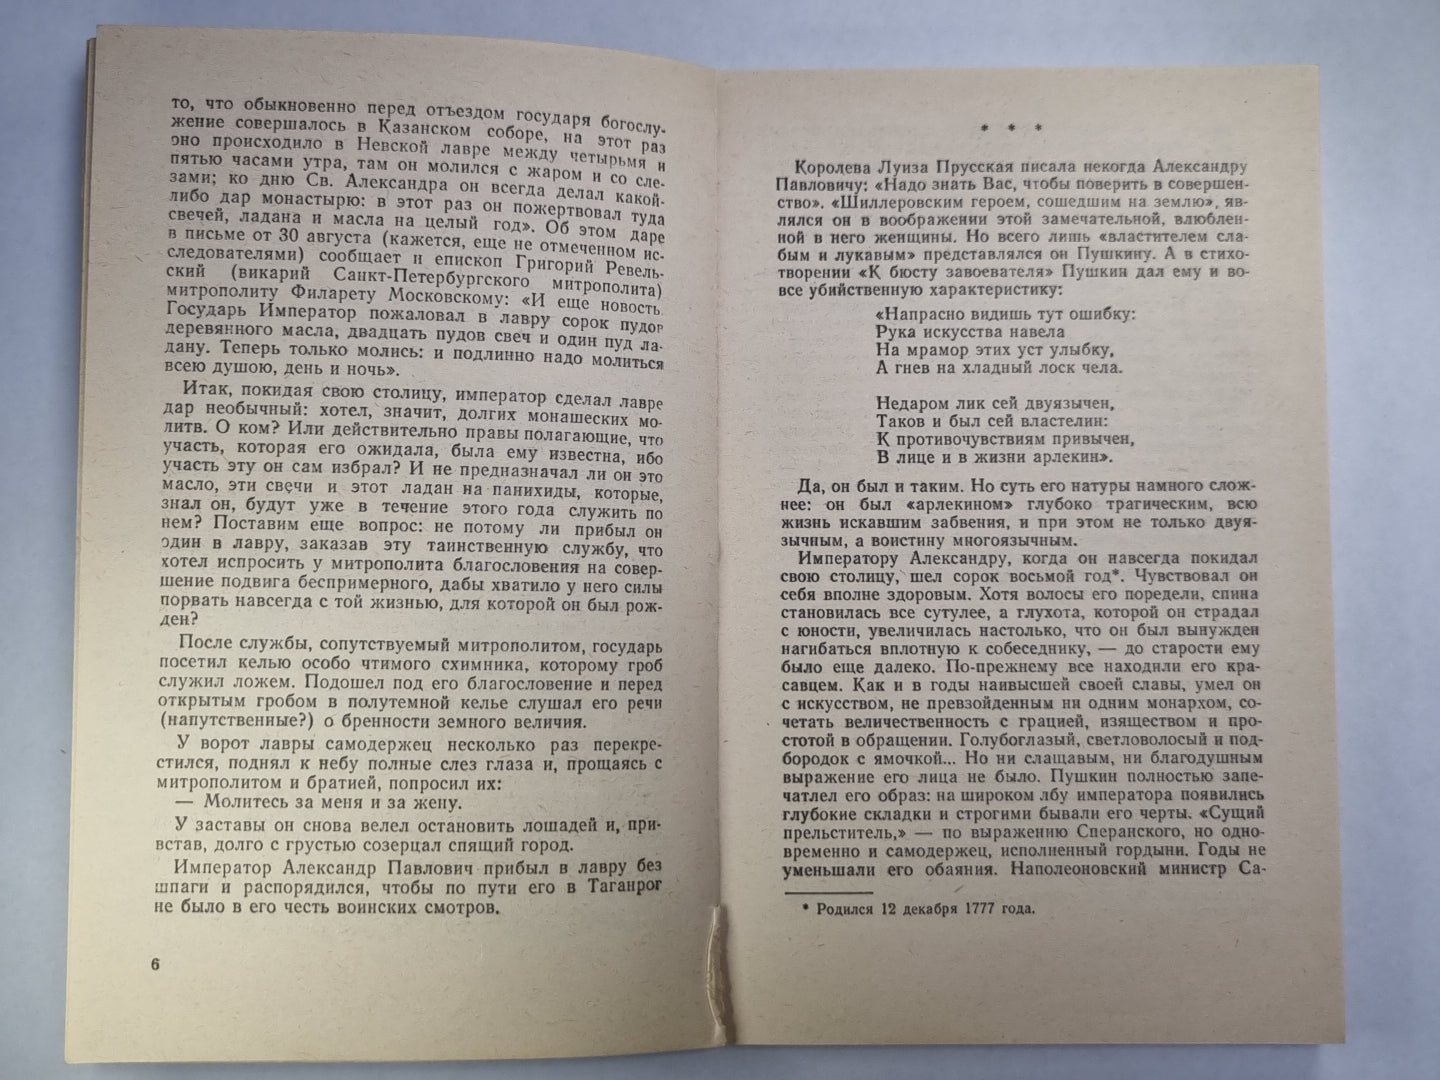 то, что обыкновенно перед отъездом государя богослу-
жение совершалось в Казанском соборе, на этот раз
оно происходило в Невской лавре между четырьмя и
пятью часами утра, там он молился с жаром и со сле-
зами; ко дню Св. Александра он всегда делал какой-
либо дар монастырю: в этот раз он пожертвовал туда
свечей, ладана и масла на целый год». Об этом даре
в письме от 30 августа (кажется, еще не отмеченном ис-
следователями) сообщает и епископ Григорий Ревель-
ский (викарий Санкт-Петербургского митрополита)
митрополиту Филарету Московскому: «И еще новость.
Государь Император пожаловал в лавру сорок пудов
деревянного масла, двадцать пудов свеч и один пуд ла-
дану. Теперь только молись: и подлинно надо молиться
всею душою, день и ночь».
Итак, покидая свою столицу, император сделал лавре
дар необычный: хотел, значит, долгих монашеских мо-
литв. О ком? Или действительно правы полагающие, что
участь, которая его ожидала, была ему известна, ибо
участь эту он сам избрал? И не предназначал ли он это
масло, эти свечи и этот ладан на панихиды, которые,
знал он, будут уже в течение этого года служить по
нем? Поставим еще вопрос: не потому ли прибыл он
один в лавру, заказав эту таинственную службу, что
хотел испросить у митрополита благословения на совер-
шение подвига беспримерного, дабы хватило у него силы
порвать навсегда с той жизнью, для которой он был рож-
ден?
После службы, сопутствуемый митрополитом, государь
посетил келью особо чтимого схимника, которому гроб
служил ложем. Подошел под его благословение и перед
открытым гробом в полутемной келье слушал его речи
(напутственные?) о бренности земного величия.
У ворот лавры самодержец несколько раз перекре-
стился, поднял к небу полные слез глаза и, прощаясь с
митрополитом и братией, попросил их:
— Молитесь за меня и за жену.
У заставы он снова велел остановить лошадей и, при-
встав, долго с грустью созерцал спящий город.
Император Александр Павлович прибыл в лавру без
шпаги и распорядился, чтобы по пути его в Таганрог
не было в его честь воинских смотров.
6
* * *
Королева Луиза Прусская писала некогда Александру
Павловичу: «Надо знать Вас, чтобы поверить в совершен-
ство». «Шиллеровским героем, сошедшим на землю», яв-
лялся он в воображении этой замечательной, влюблен-
ной в него женщины. Но всего лишь «властителем сла-
бым и лукавым» представлялся он Пушкину. А в стихо-
творении «К бюсту завоевателя» Пушкин дал ему и во-
все убийственную характеристику:
«Напрасно видишь тут ошибку:
Рука искусства навела
На мрамор этих уст улыбку,
А гнев на хладный лоск чела.
Недаром лик сей двуязычен,
Таков и был сей властелин:
К противочувствиям привычен,
В лице и в жизни арлекин».
Да, он был и таким. Но суть его натуры намного слож-
нее: он был «арлекином» глубоко трагическим, всю
жизнь искавшим забвения, и при этом не только двуя-
зычным, а воистину многоязычным.
Императору Александру, когда он навсегда покидал
свою столицу, шел сорок восьмой год*. Чувствовал он
себя вполне здоровым. Хотя волосы его поредели, спина
становилась все сутулее, а глухота, которой он страдал
с юности, увеличилась настолько, что он был вынужден
нагибаться вплотную к собеседнику, — до старости ему
было еще далеко. По-прежнему все находили его кра-
савцем. Как и в годы наивысшей своей славы, умел он
с искусством, не превзойденным ни одним монархом, со-
четать величественность с грацией, изяществом и про-
стотой в обращении. Голубоглазый, светловолосый и под-
бородок с ямочкой... Но ни слащавым, ни благодушным
выражение его лица не было. Пушкин полностью запе-
чатлел его образ: на широком лбу императора появились
глубокие складки и строгими бывали его черты. «Сущий
прельститель,» — по выражению Сперанского, но одно-
временно и самодержец, исполненный гордыни. Годы не
уменьшали его обаяния. Наполеоновский министр Са-
* Родился 12 декабря 1777 года.